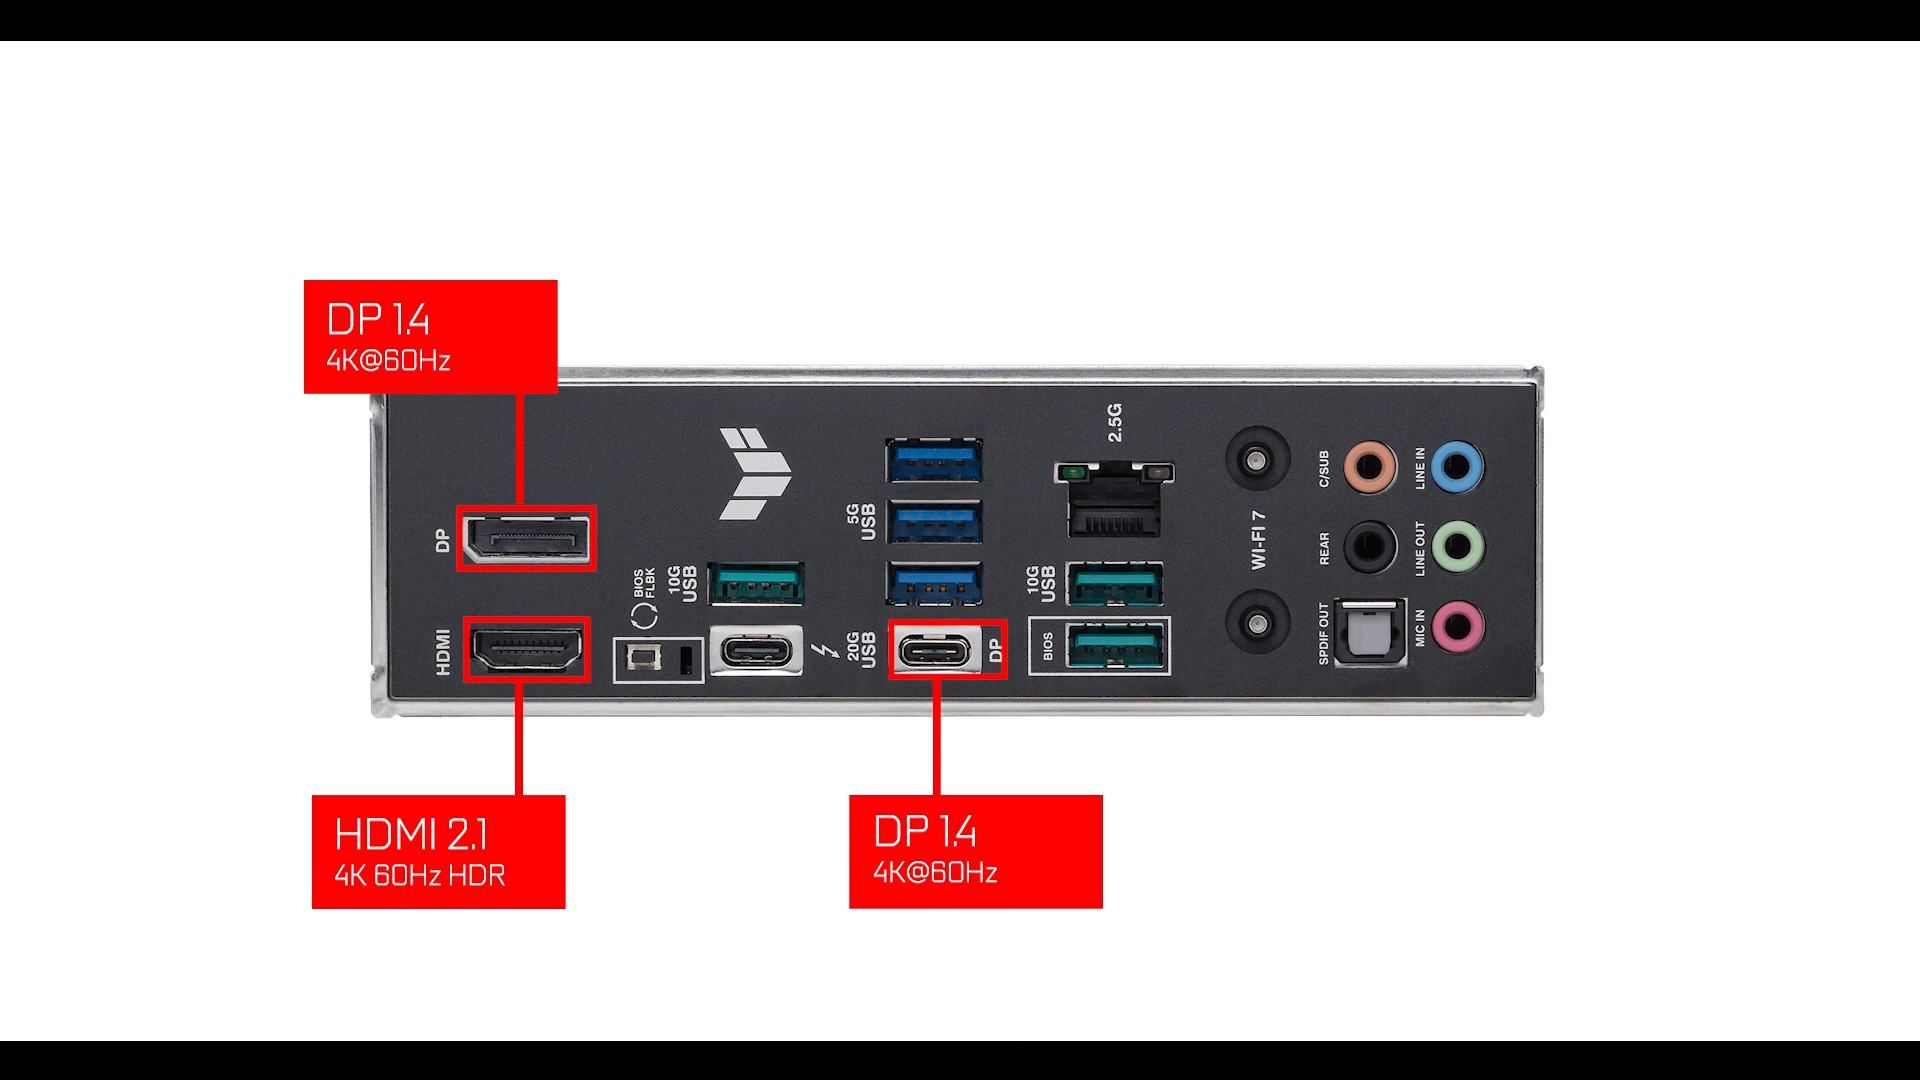 DP 1.4
4K@60Hz
2.5G
C/SUB
LINE IN
DP
5G
USB
WI-FI 7
REAR
LINE OUT
BIOS
FLBK
10G
USB
10G
USB
HDMI
20G
USB
DP
BIOS
SPDIF OUT
MIC IN
HDMI 2.1
4K 60Hz HDR
DP 1.4
4K@60Hz